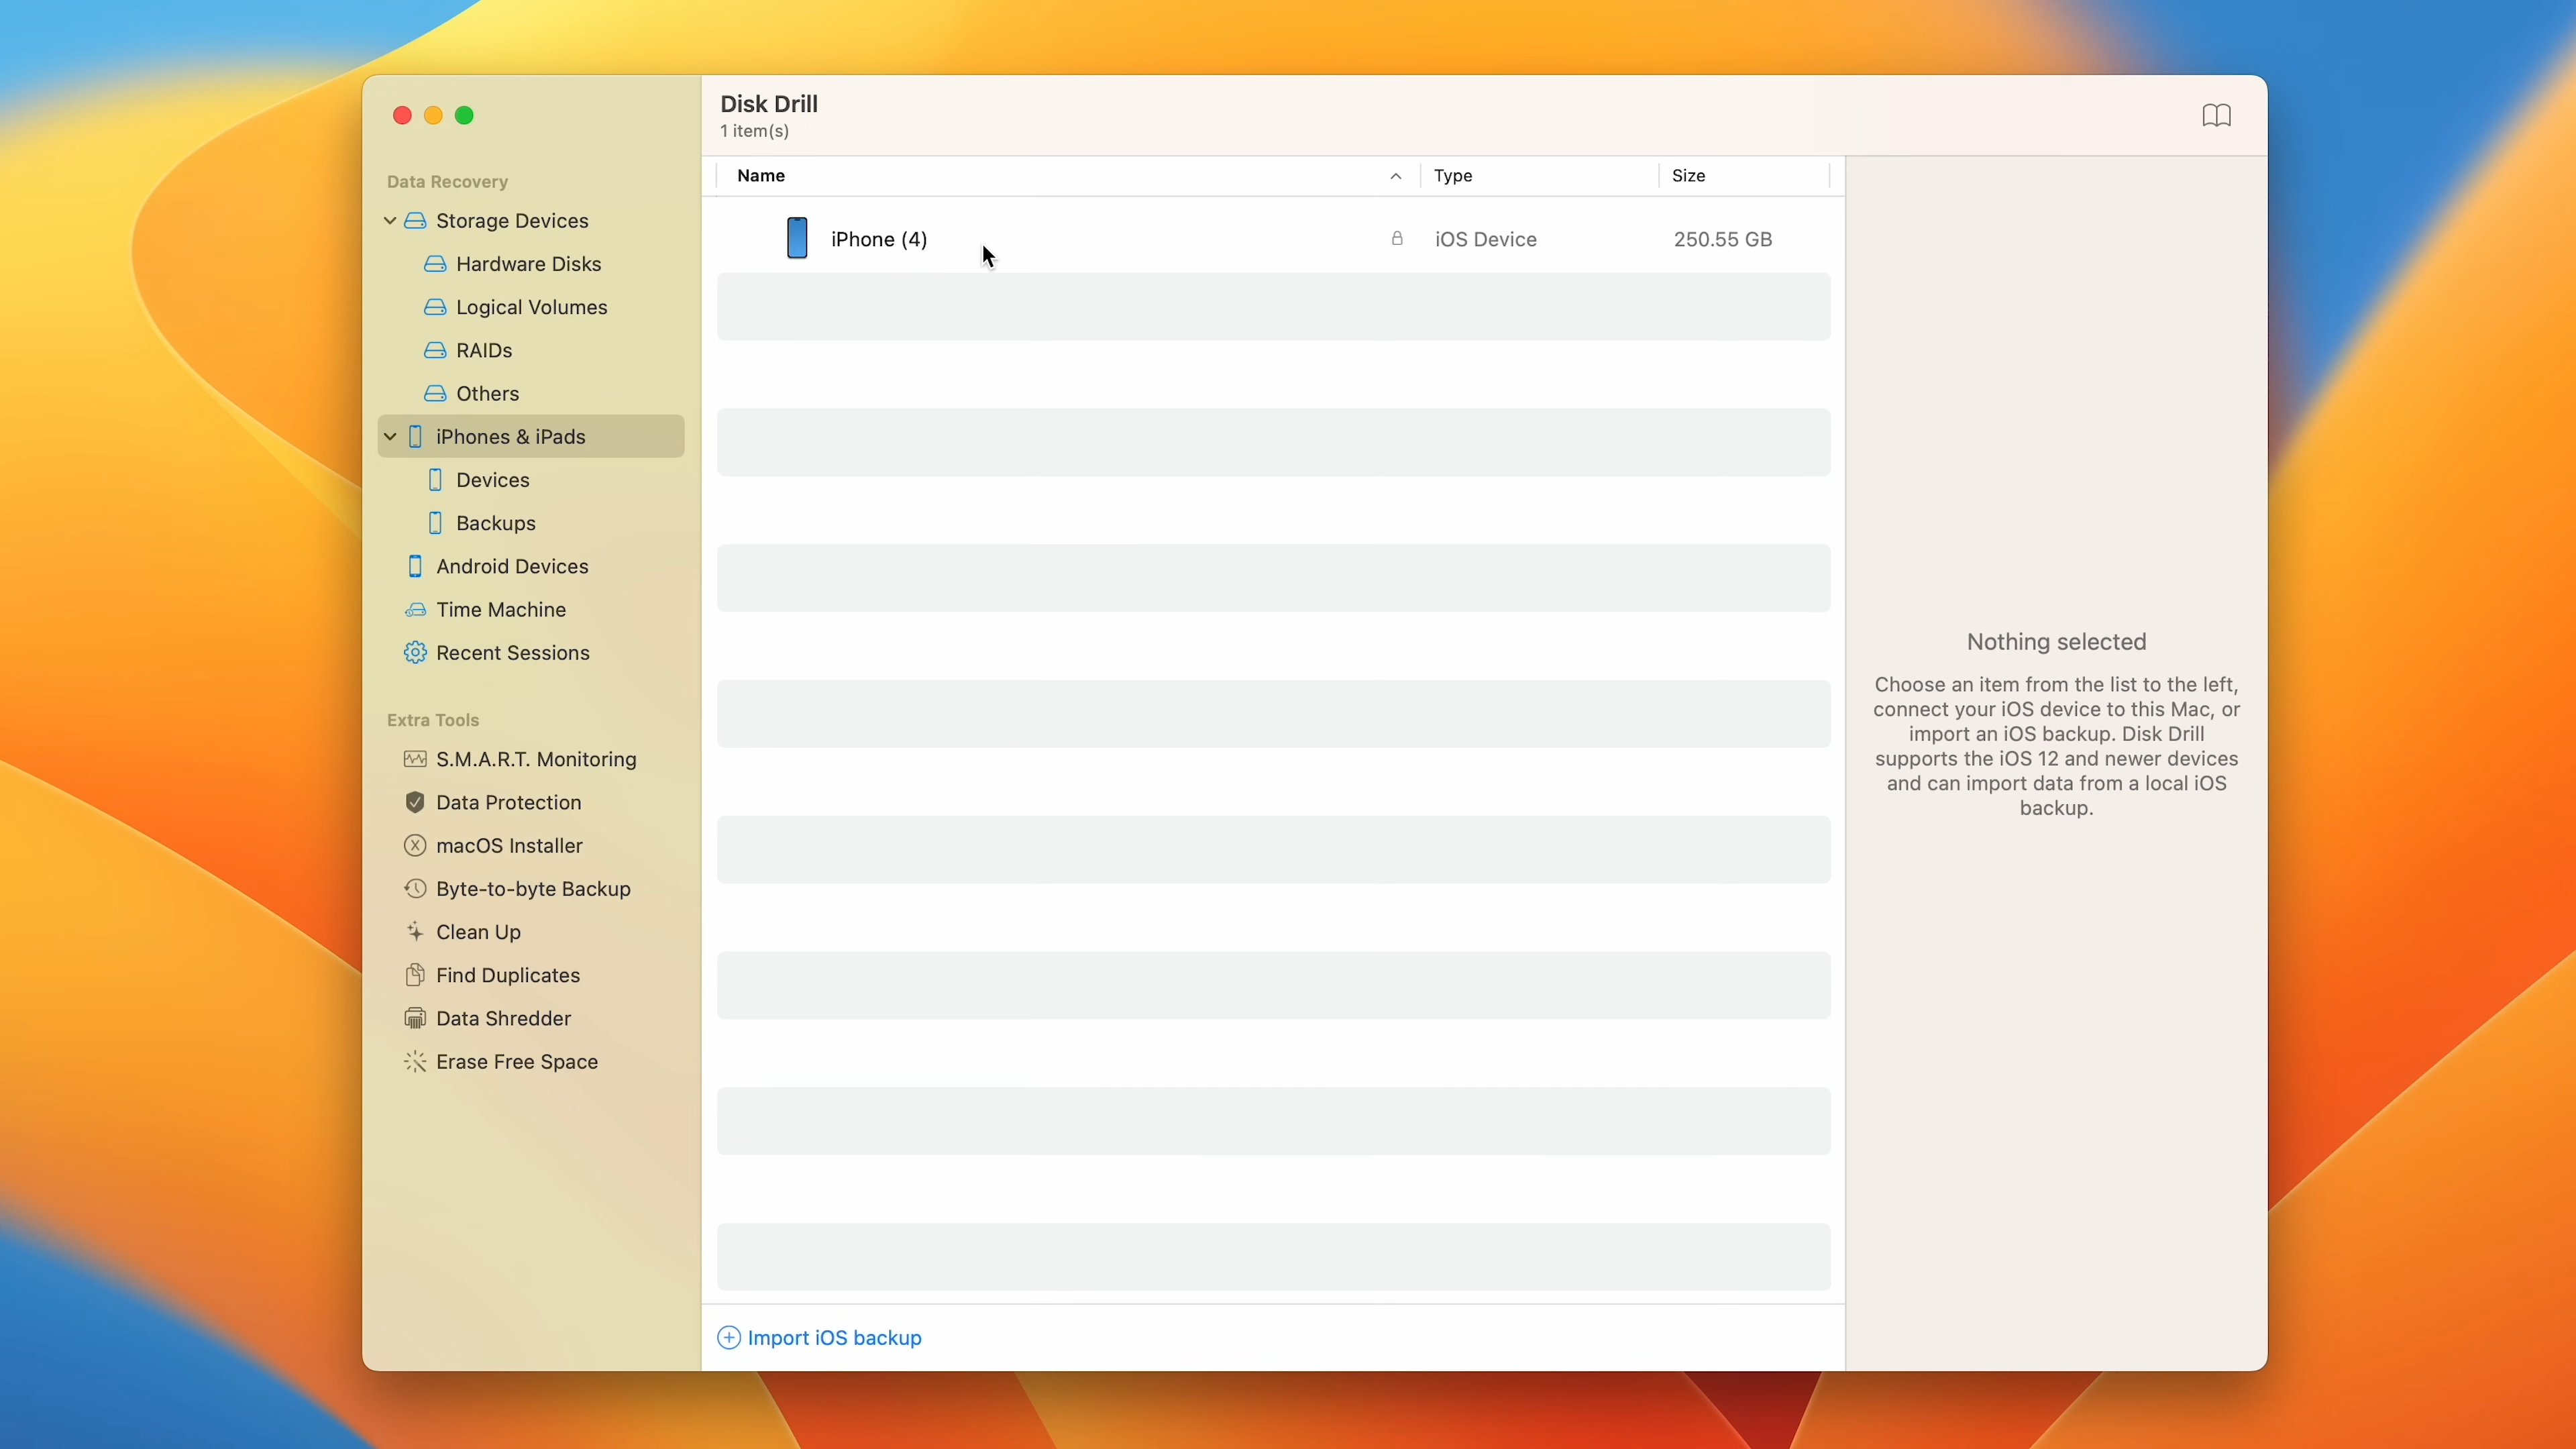 Disk Drill
1 item(s)
Data Recovery
Storage Devices
Hardware Disks
Logical Volumes
RAIDs
Others
iPhones & iPads
Devices
Backups
Android Devices
Time Machine
Recent Sessions
Extra Tools
S.M.A.R.T. Monitoring
Data Protection
macOS Installer
Byte-to-byte Backup
Clean Up
Find Duplicates
Data Shredder
Erase Free Space
Name Type Size
iPhone (4) iOS Device 250.55 GB
Import iOS backup
Nothing selected
Choose an item from the list to the left,
connect your iOS device to this Mac, or
import an iOS backup. Disk Drill
supports the iOS 12 and newer devices
and can import data from a local iOS
backup.